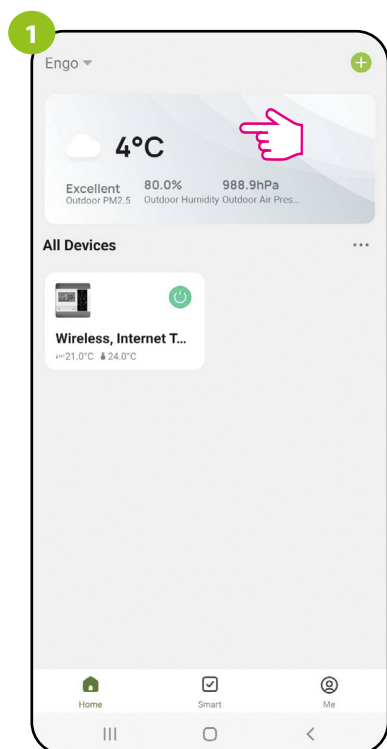 1
Engo
4°C
Excellent 80.0% 988.9hPa
Outdoor PM2.5 Outdoor Humidity Outdoor Air Pres...
All Devices
Wireless, Internet T...
21.0°C 24.0°C
Home Smart Me